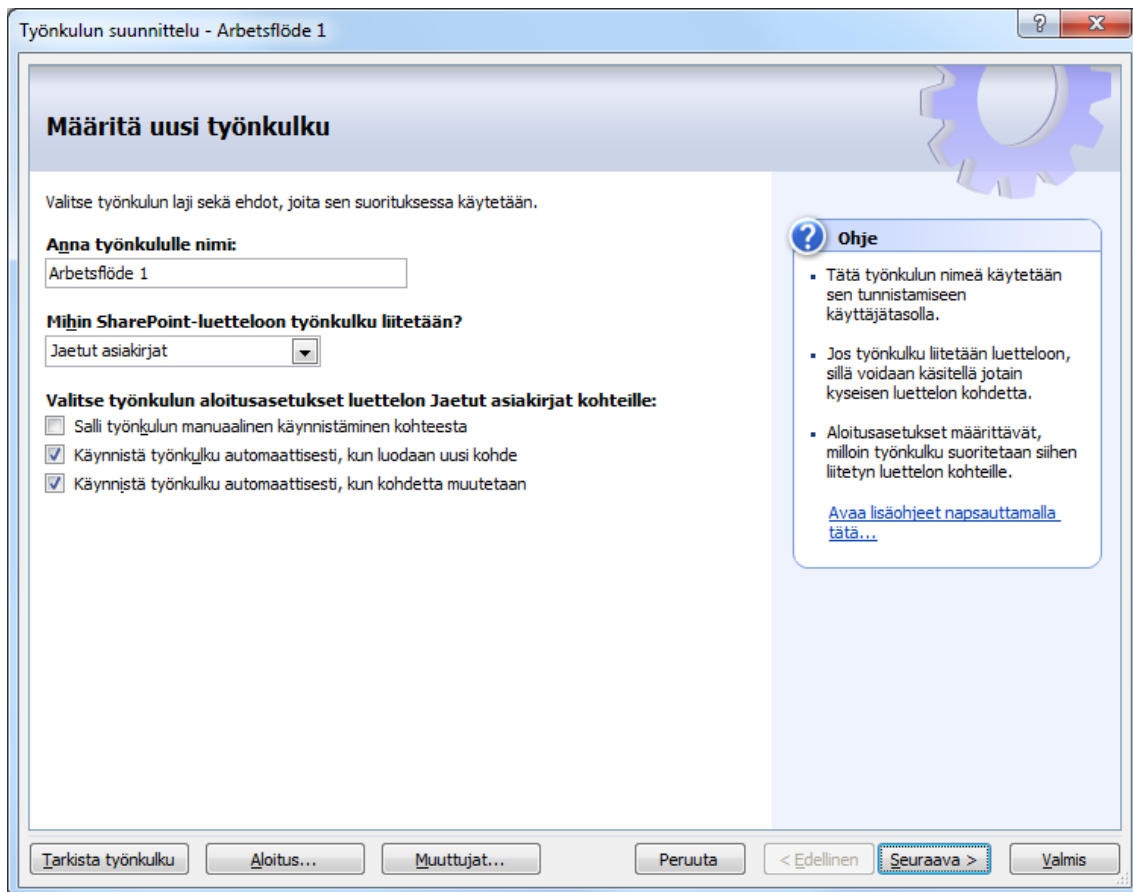 Työnkulun suunnittelu - Arbetsflöde 1
Määritä uusi työnkulku
Valitse työnkulun laji sekä ehdot, joita sen suorituksessa käytetään.
Anna työnkululle nimi:
Arbetsflöde 1
Mihin SharePoint-luetteloon työnkulku liitetään?
Jaetut asiakirjat
Valitse työnkulun aloitusasetukset luettelon Jaetut asiakirjat kohteille:
Salli työnkulun manuaalinen käynnistäminen kohteesta
Käynnistä työnkulku automaattisesti, kun luodaan uusi kohde
Käynnistä työnkulku automaattisesti, kun kohdetta muutetaan
? Ohje
Tätä työnkulun nimeä käytetään
sen tunnistamiseen
käyttäjätasolla.
Jos työnkulku liitetään luetteloon,
sillä voidaan käsitellä jotain
kyseisen luettelon kohdetta.
Aloitusasetukset määrittävät,
milloin työnkulku suoritetaan siihen
liitetyn luettelon kohteille.
Avaa lisäohjeet napsauttamalla
tätä...
Tarkista työnkulku Aloitus... Muuttujat... Peruuta < Edellinen Seuraava > Valmis